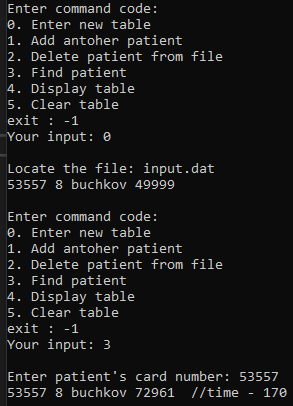 Enter command code:
0. Enter new table
1. Add antoher patient
2. Delete patient from file
3. Find patient
4. Display table
5. Clear table
exit : -1
Your input: 0
Locate the file: input.dat
53557 8 buchkov 49999
Enter command code:
0. Enter new table
1. Add antoher patient
2. Delete patient from file
3. Find patient
4. Display table
5. Clear table
exit : -1
Your input: 3
Enter patient's card number: 53557
53557 8 buchkov 72961  //time - 170